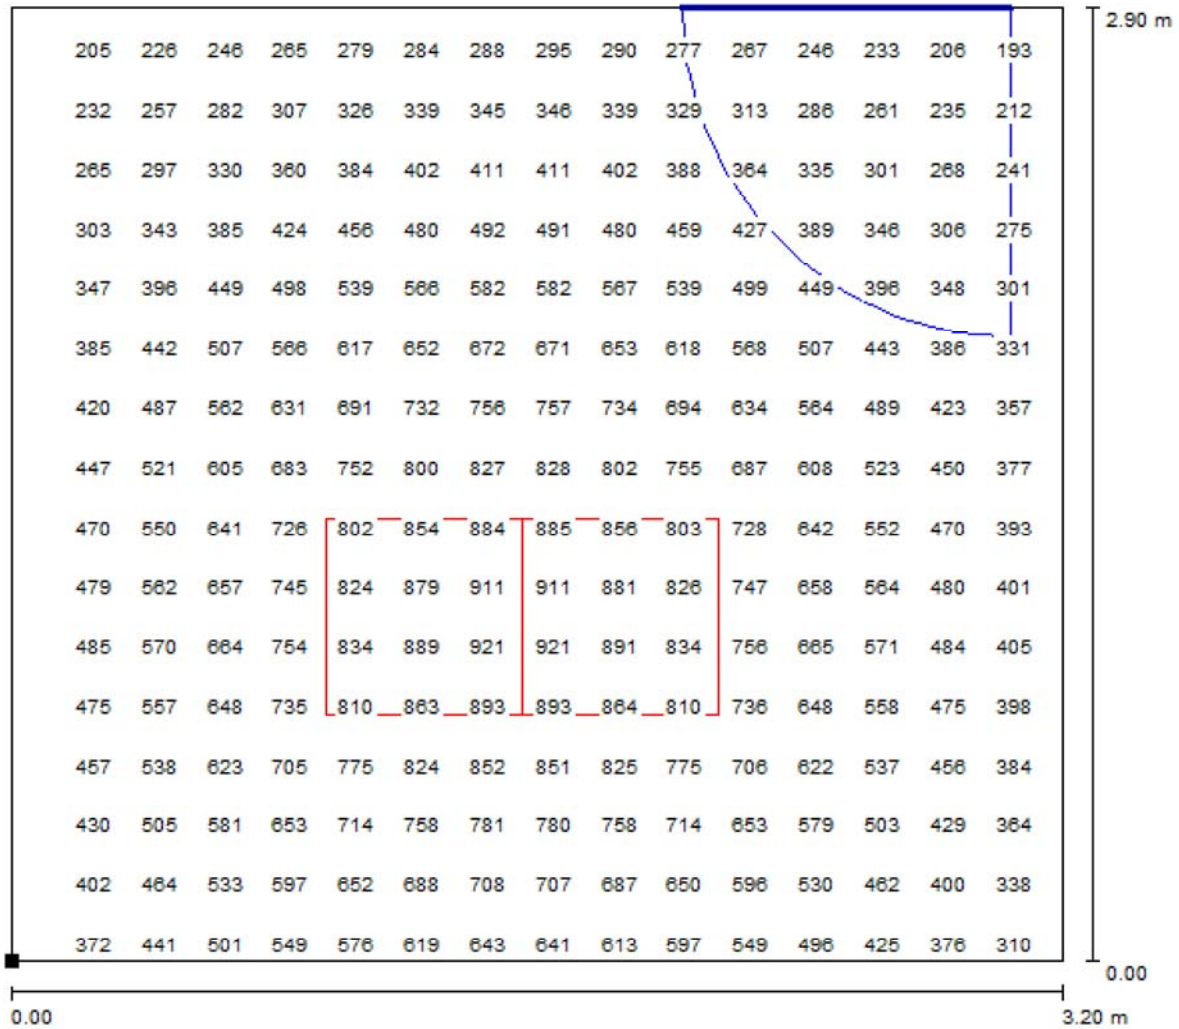 2.90 m
205 226 246 265 279 284 288 295 290 277 267 246 233 206 193
232 257 282 307 326 339 345 346 339 329 313 286 261 235 212
265 297 330 360 384 402 411 411 402 388 364 335 301 268 241
303 343 385 424 456 480 492 491 480 459 427 389 346 306 275
347 396 449 498 539 566 582 582 567 539 499 449 396 348 301
385 442 507 566 617 652 672 671 653 618 568 507 443 386 331
420 487 562 631 691 732 756 757 734 694 634 564 489 423 357
447 521 605 683 752 800 827 828 802 755 687 608 523 450 377
470 550 641 726 802 854 884 885 856 803 728 642 552 470 393
479 562 657 745 824 879 911 911 881 826 747 658 564 480 401
485 570 664 754 834 889 921 921 891 834 756 665 571 484 405
475 557 648 735 810 863 893 893 864 810 736 648 558 475 398
457 538 623 705 775 824 852 851 825 775 706 622 537 456 384
430 505 581 653 714 758 781 780 758 714 653 579 503 429 364
402 464 533 597 652 688 708 707 687 650 596 530 462 400 338
372 441 501 549 576 619 643 641 613 597 549 496 425 376 310
0.00
0.00 3.20 m